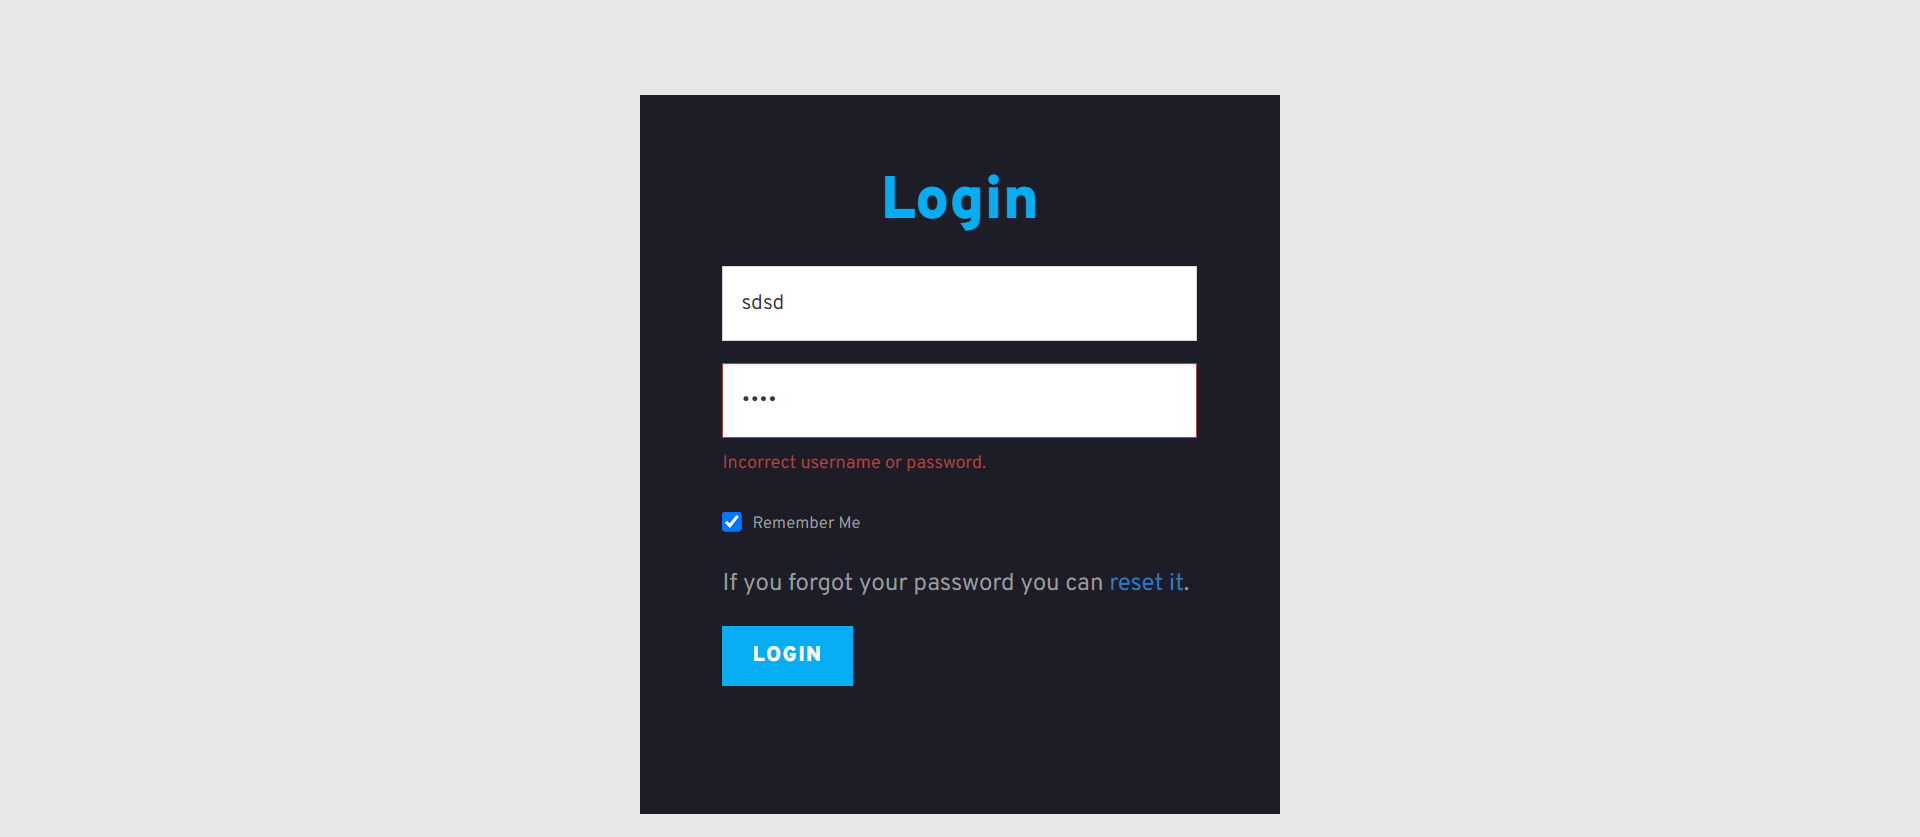 Login
sdsd
••••
Incorrect username or password.
Remember Me
If you forgot your password you can reset it.
LOGIN